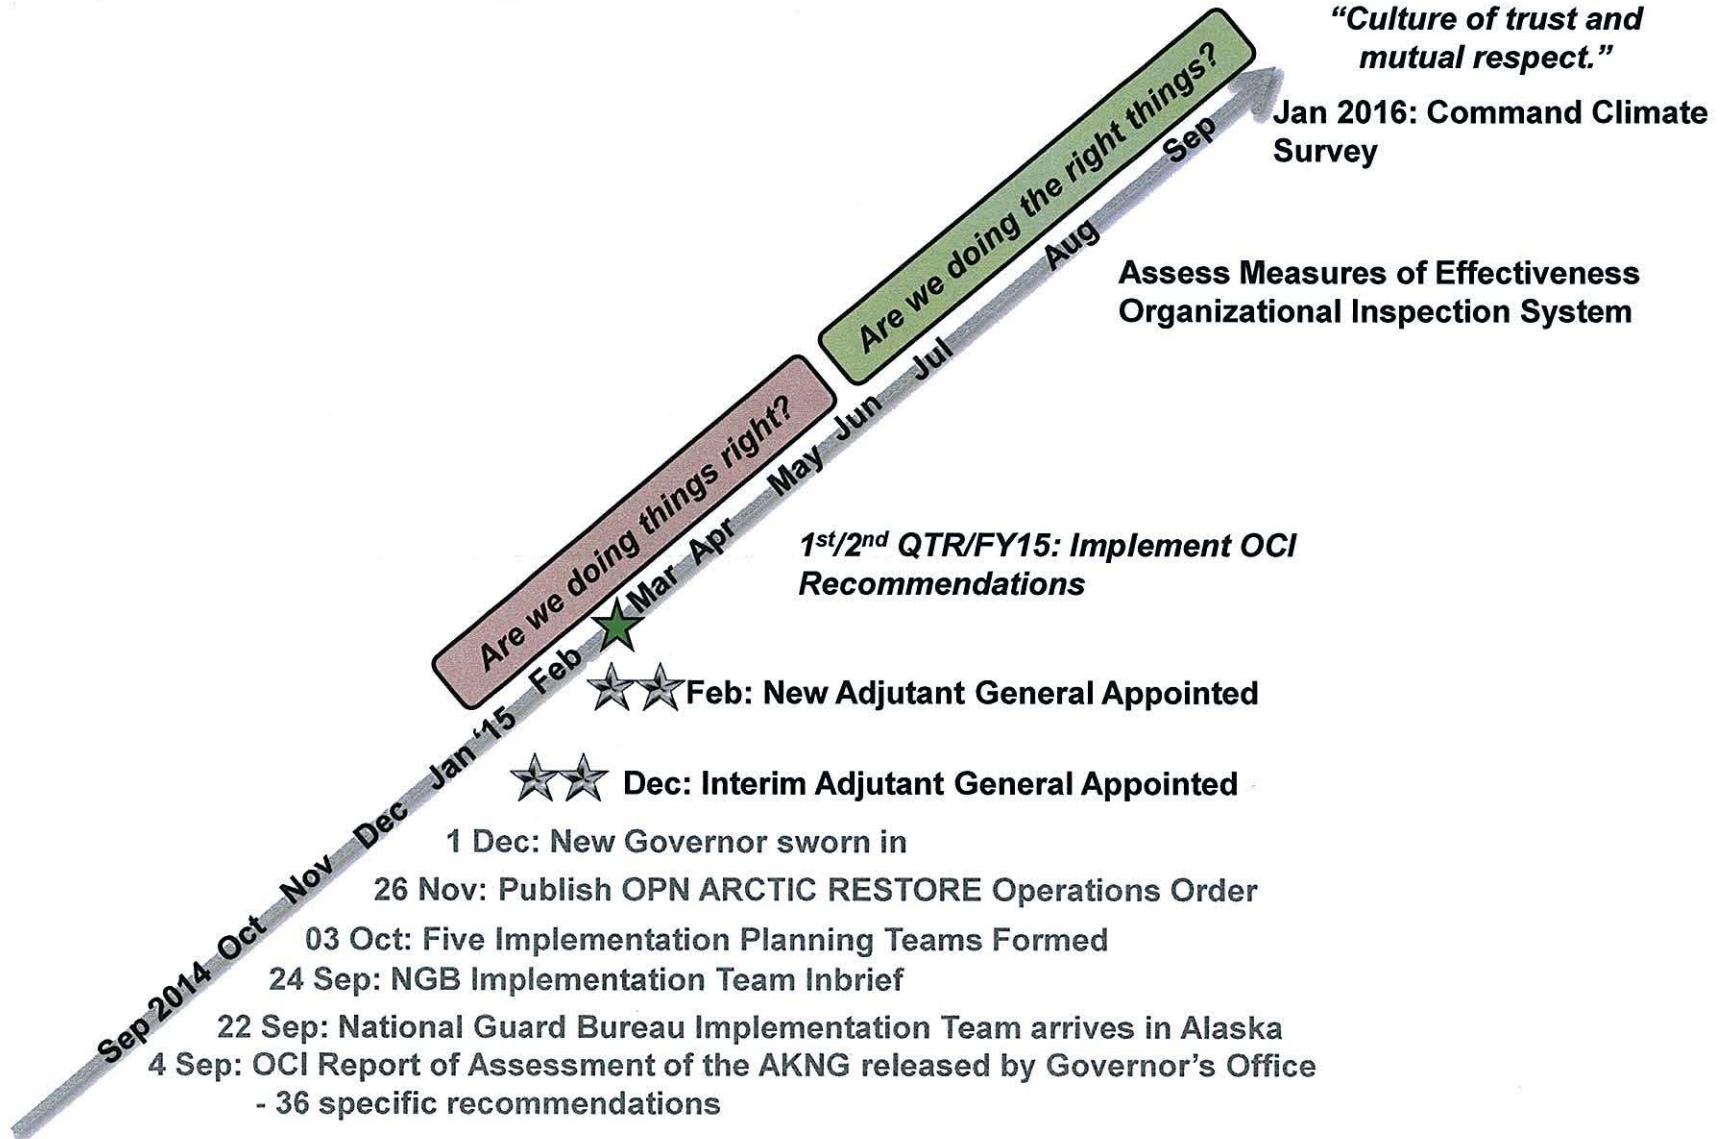 “Culture of trust and
mutual respect.”
Jan 2016: Command Climate
Survey
Are we doing the right things?
Sep
Aug
Assess Measures of Effectiveness
Organizational Inspection System
Jul
Are we doing things right?
Jun
May
Apr
1st/2nd QTR/FY15: Implement OCI
Recommendations
Mar
Feb
Feb: New Adjutant General Appointed
Jan ‘15
Dec: Interim Adjutant General Appointed
Dec
1 Dec: New Governor sworn in
Nov
26 Nov: Publish OPN ARCTIC RESTORE Operations Order
Oct
03 Oct: Five Implementation Planning Teams Formed
24 Sep: NGB Implementation Team Inbrief
Sep 2014
22 Sep: National Guard Bureau Implementation Team arrives in Alaska
4 Sep: OCI Report of Assessment of the AKNG released by Governor’s Office
- 36 specific recommendations